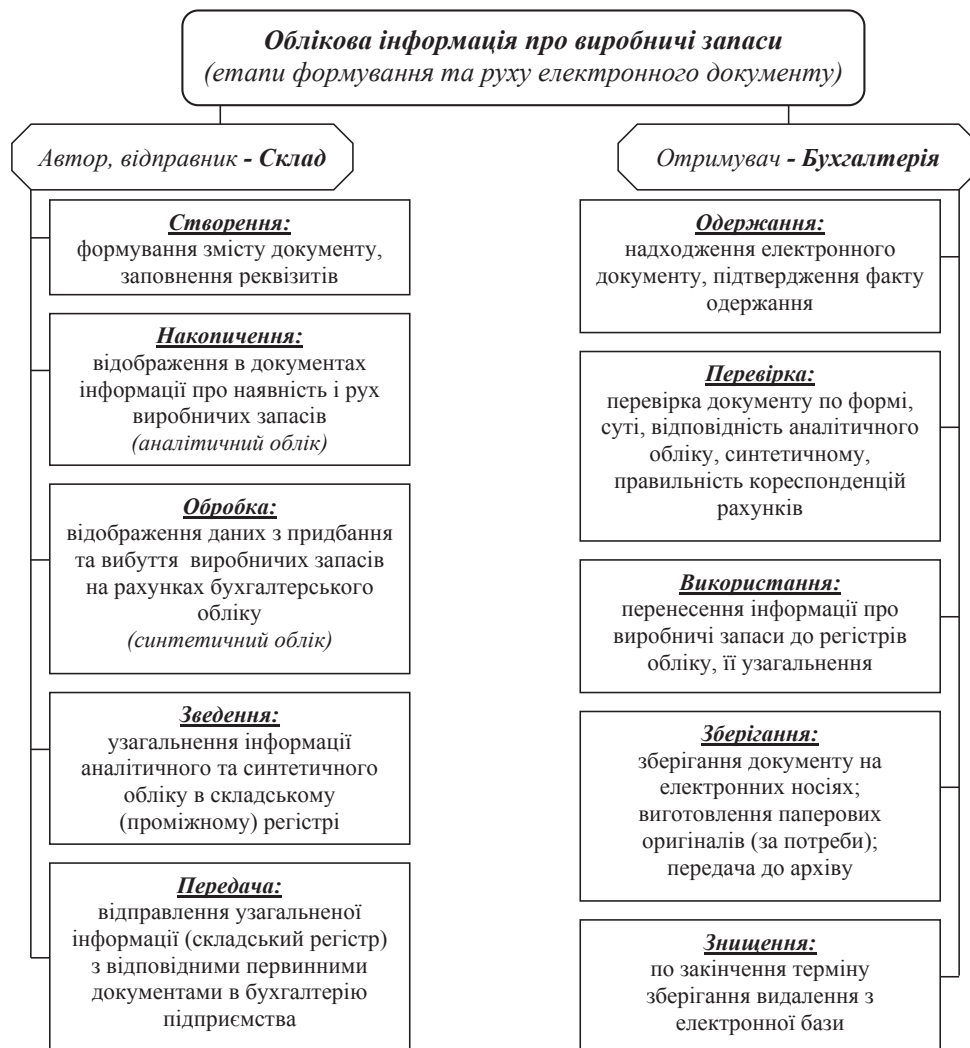 Облікова інформація про виробничі запаси
(етапи формування та руху електронного документу)
Автор, відправник - Склад
Створення:
формування змісту документу,
заповнення реквізитів
Накопичення:
відображення в документах
інформації про наявність і рух
виробничих запасів
(аналітичний облік)
Обробка:
відображення даних з придбання
та вибуття виробничих запасів
на рахунках бухгалтерського
обліку
(синтетичний облік)
Зведення:
узагальнення інформації
аналітичного та синтетичного
обліку в складському
(проміжному) регістрі
Передача:
відправлення узагальненої
інформації (складський регістр)
з відповідними первинними
документами в бухгалтерію
підприємства
Отримувач - Бухгалтерія
Одержання:
надходження електронного
документу, підтвердження факту
одержання
Перевірка:
перевірка документу по формі,
суті, відповідність аналітичного
обліку, синтетичному,
правильність кореспонденцій
рахунків
Використання:
перенесення інформації про
виробничі запаси до регістрів
обліку, її узагальнення
Зберігання:
зберігання документу на
електронних носіях;
виготовлення паперових
оригіналів (за потреби);
передача до архіву
Знищення:
по закінчення терміну
зберігання видалення з
електронної бази